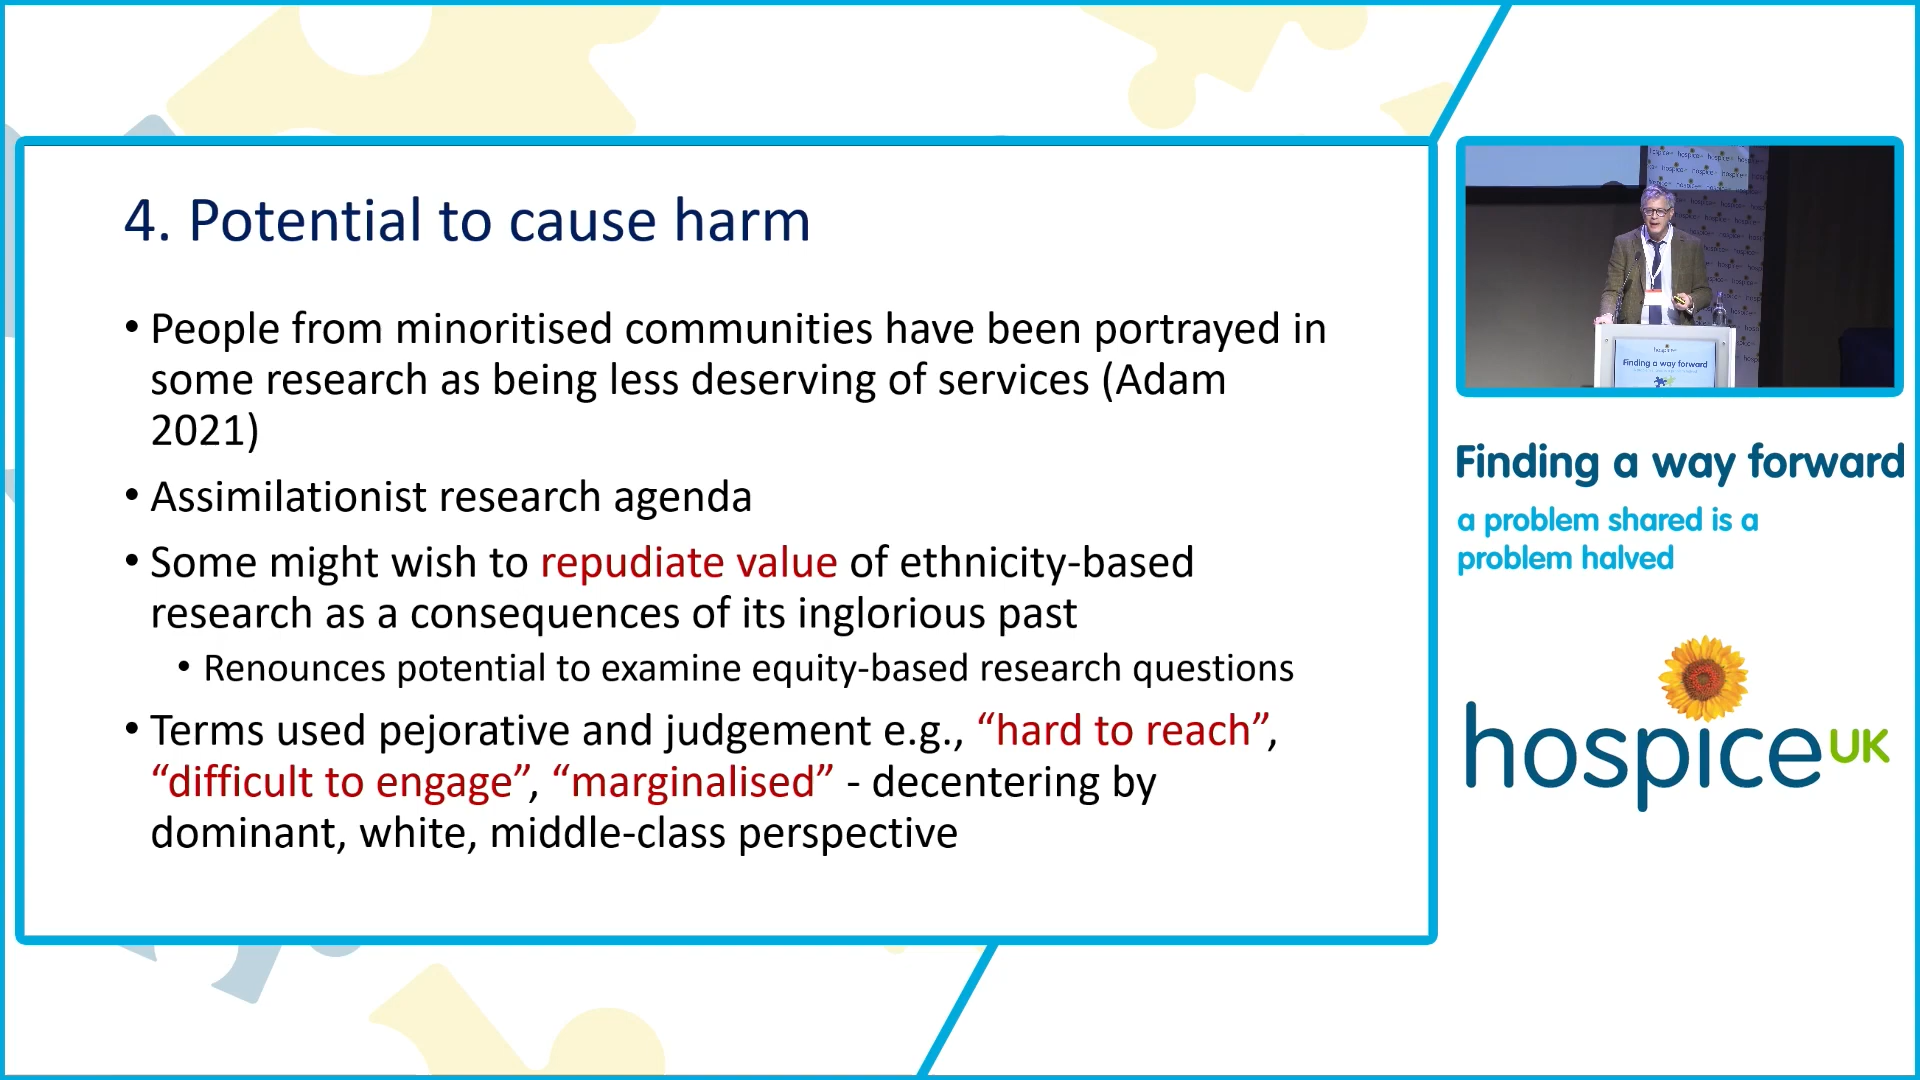 4. Potential to cause harm
• People from minoritised communities have been portrayed in
some research as being less deserving of services (Adam
2021)
• Assimilationist research agenda
• Some might wish to repudiate value of ethnicity-based
research as a consequences of its inglorious past
• Renounces potential to examine equity-based research questions
• Terms used pejorative and judgement e.g., “hard to reach”,
“difficult to engage”, “marginalised” - decentering by
dominant, white, middle-class perspective
hospice
Finding a way forward
Finding a way forward
a problem shared is a
problem halved
hospice UK